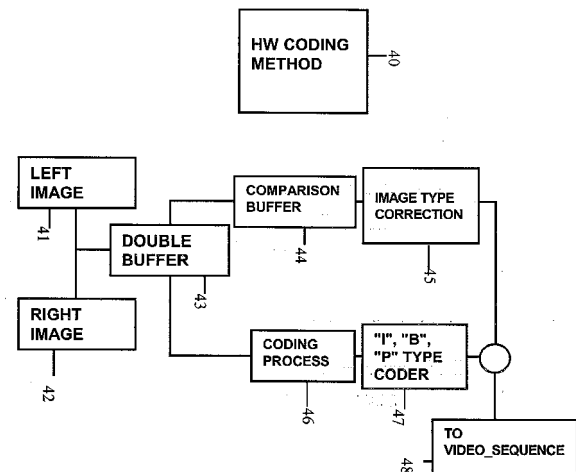 HW CODING
METHOD
40
LEFT
IMAGE
41
RIGHT
IMAGE
42
DOUBLE
BUFFER
43
COMPARISON
BUFFER
44
IMAGE TYPE
CORRECTION
45
CODING
PROCESS
46
"I", "B",
"P" TYPE
CODER
47
TO
VIDEO_SEQUENCE
48